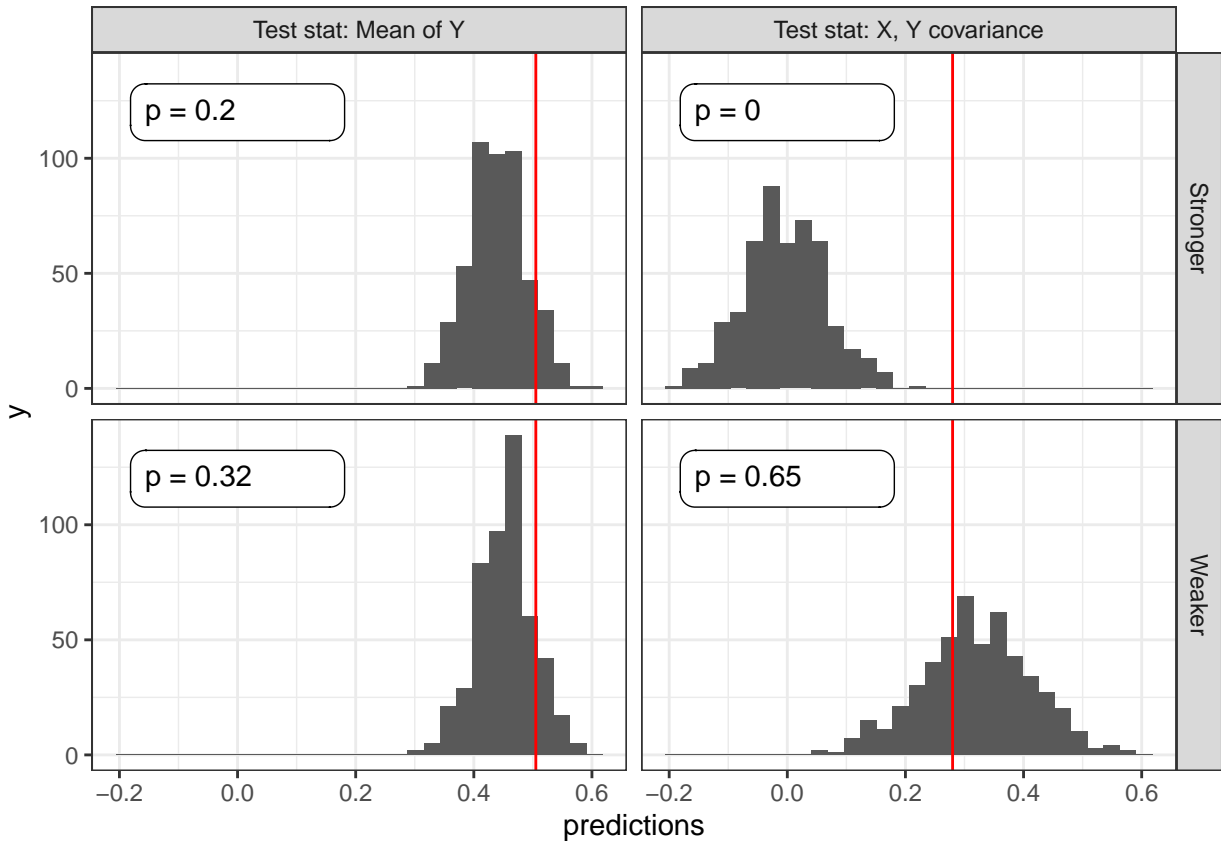 Test stat: Mean of Y
Test stat: X, Y covariance
p = 0.2
p = 0
Stronger
100
50
0
y
p = 0.32
p = 0.65
Weaker
100
50
0
−0.2 0.0 0.2 0.4 0.6
−0.2 0.0 0.2 0.4 0.6
predictions